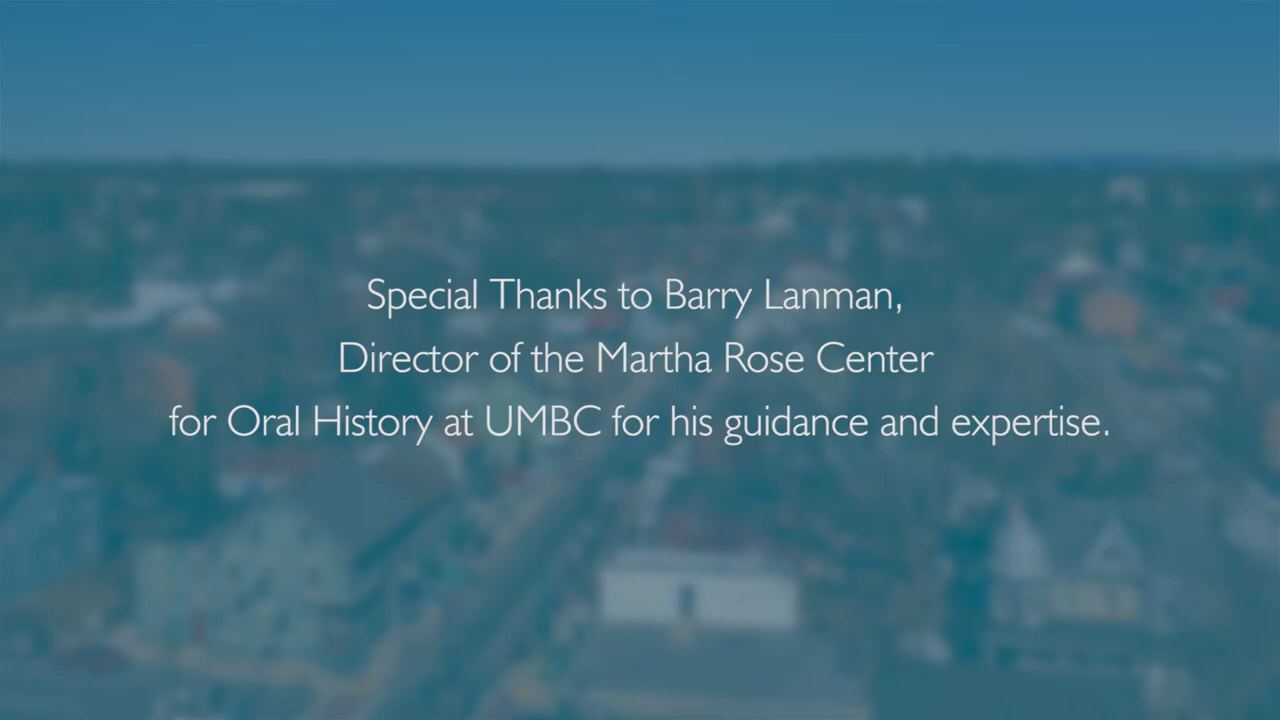 Special Thanks to Barry Lanman,
Director of the Martha Rose Center
for Oral History at UMBC for his guidance and expertise.